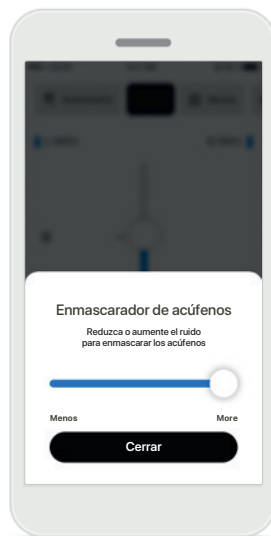 Enmascarador de acúfenos
Reduzca o aumente el ruido
para enmascarar los acúfenos
Menos More
Cerrar